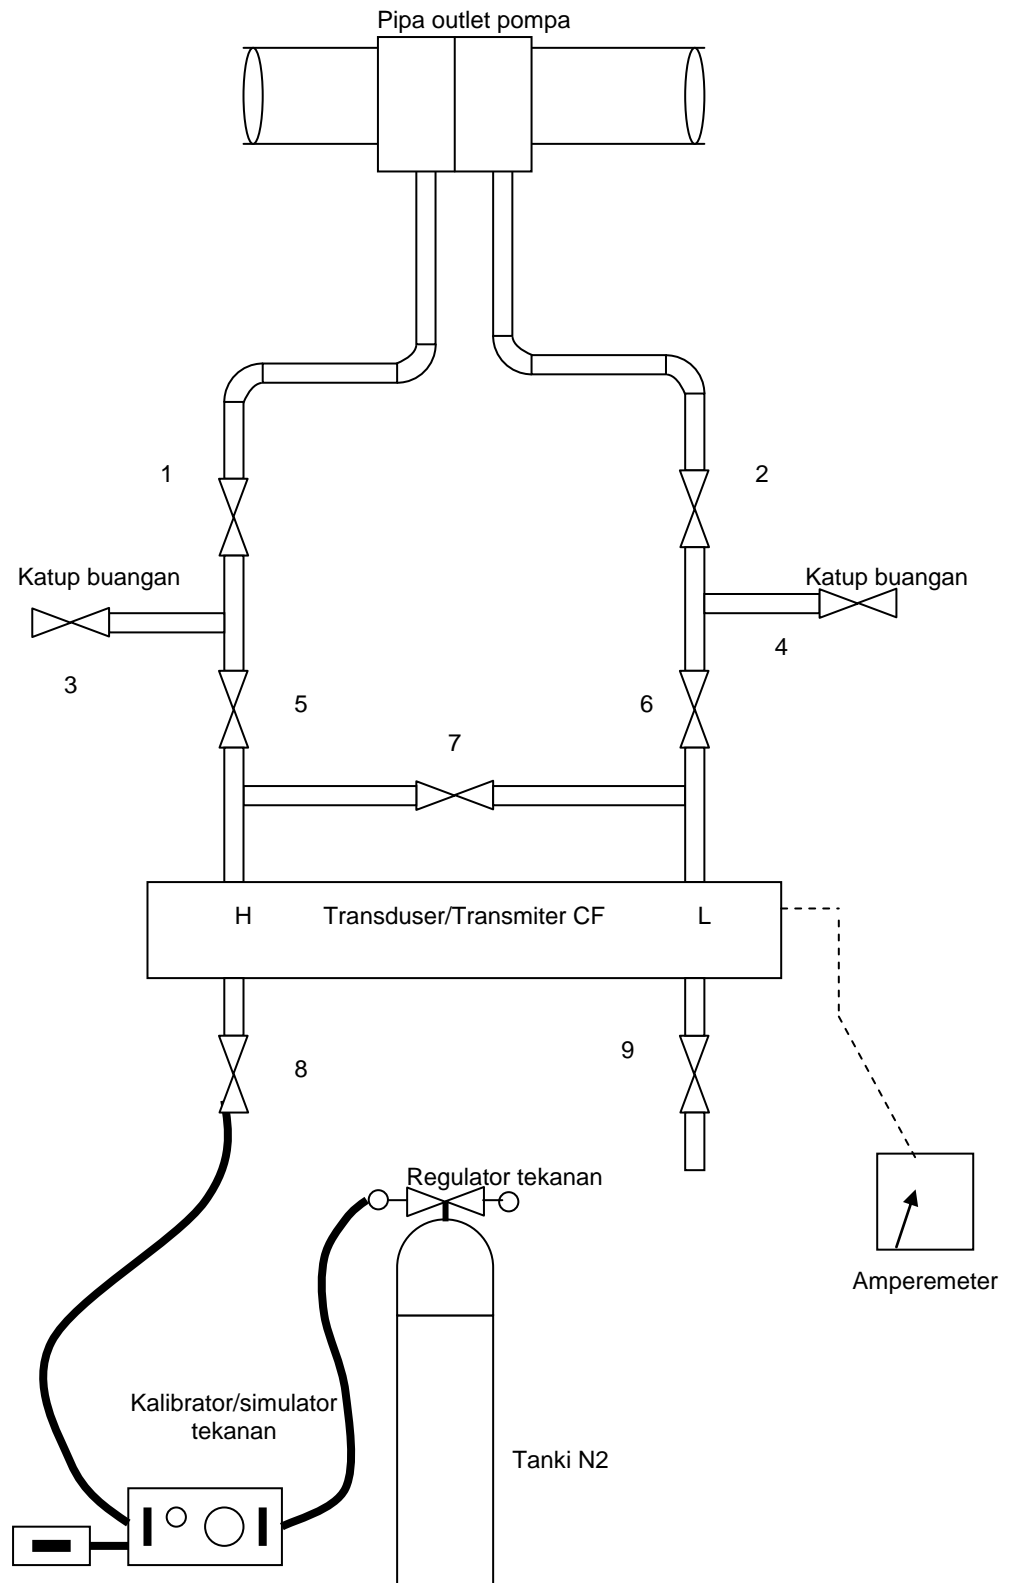 Pipa outlet pompa
1
2
Katup buangan
Katup buangan
3
4
5
6
7
H
Transduser/Transmiter CF
L
8
9
Regulator tekanan
Amperemeter
Kalibrator/simulator
tekanan
Tanki N2